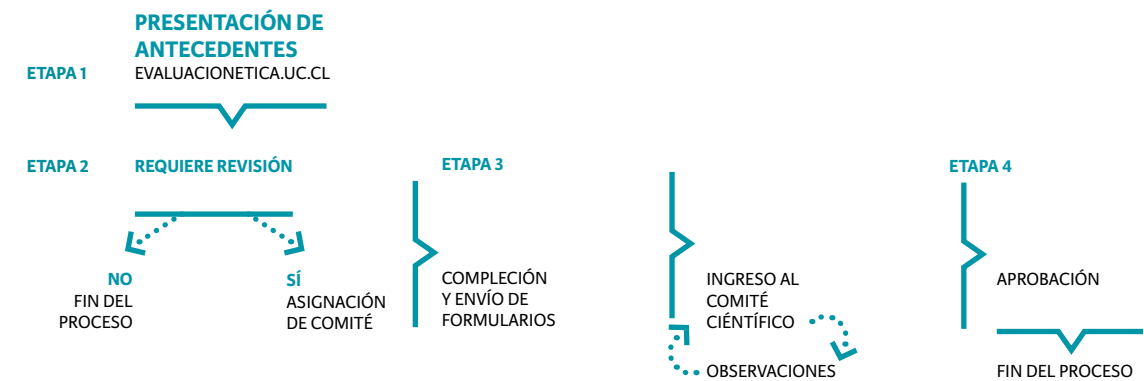 PRESENTACIÓN DE
ANTECEDENTES
ETAPA 1
EVALUACIONETICA.UC.CL
ETAPA 2
REQUIERE REVISIÓN
NO
FIN DEL
PROCESO
SÍ
ASIGNACIÓN
DE COMITÉ
ETAPA 3
COMPLECIÓN
Y ENVÍO DE
FORMULARIOS
INGRESO AL
COMITÉ
CIÉNTÍFICO
OBSERVACIONES
ETAPA 4
APROBACIÓN
FIN DEL PROCESO